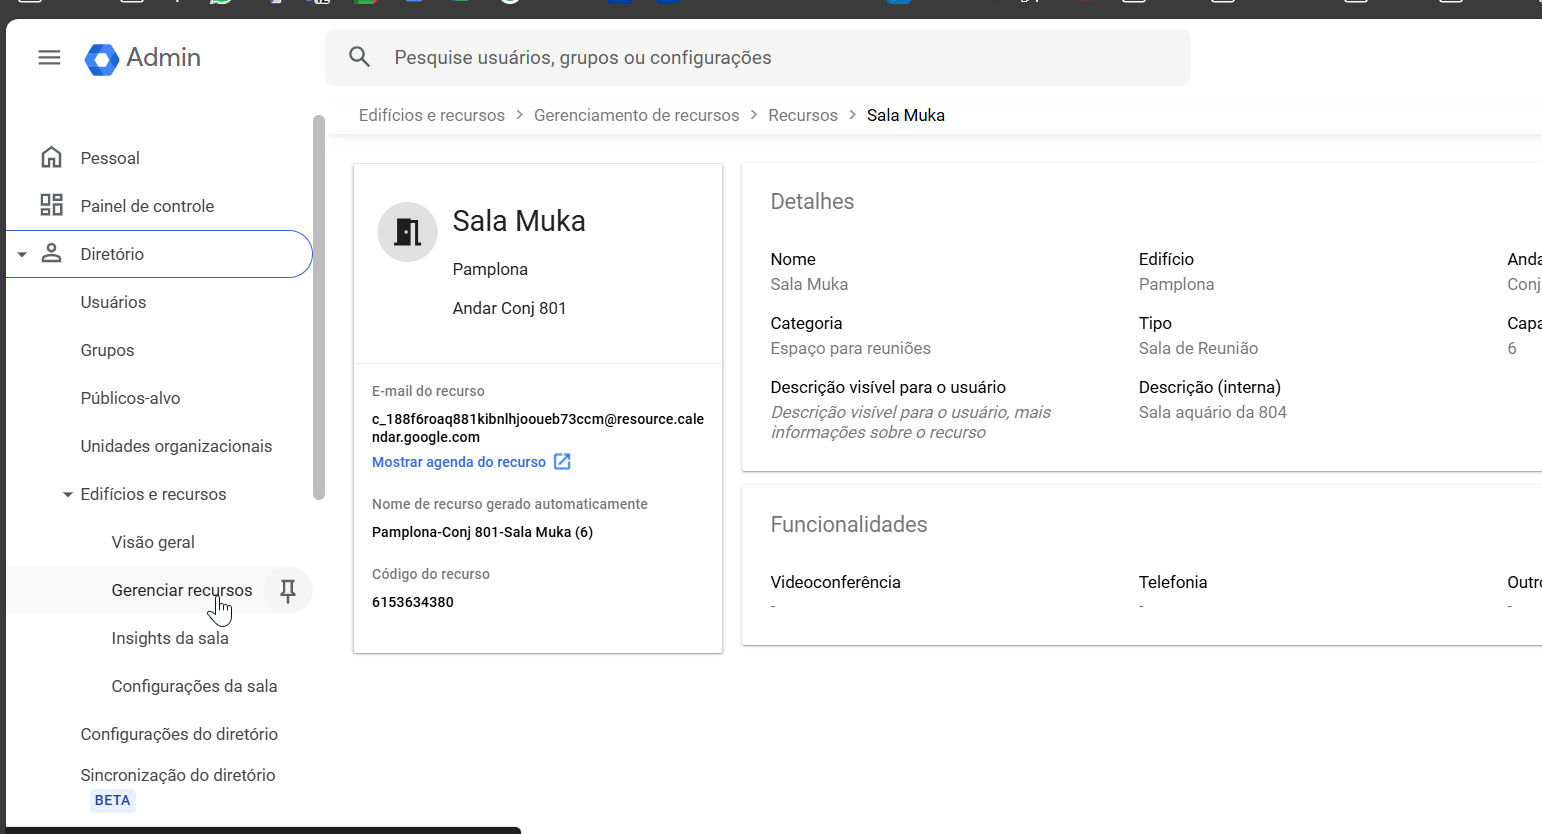 Admin
Pesquise usuários, grupos ou configurações
Edifícios e recursos > Gerenciamento de recursos > Recursos > Sala Muka
Pessoal
Painel de controle
Diretório
Usuários
Grupos
Públicos-alvo
Unidades organizacionais
Edifícios e recursos
Visão geral
Gerenciar recursos
Insights da sala
Configurações da sala
Configurações do diretório
Sincronização do diretório
BETA
Sala Muka
Pamplona
Andar Conj 801
E-mail do recurso
c_188f6roaq881kibnlhjooueb73ccm@resource.cale
ndar.google.com
Mostrar agenda do recurso
Nome de recurso gerado automaticamente
Pamplona-Conj 801-Sala Muka (6)
Código do recurso
6153634380
Detalhes
Nome
Sala Muka
Edifício
Pamplona
Categoria
Espaço para reuniões
Tipo
Sala de Reunião
6
Descrição visível para o usuário
Descrição visível para o usuário, mais
informações sobre o recurso
Descrição (interna)
Sala aquário da 804
Funcionalidades
Videoconferência
-
Telefonia
-
-